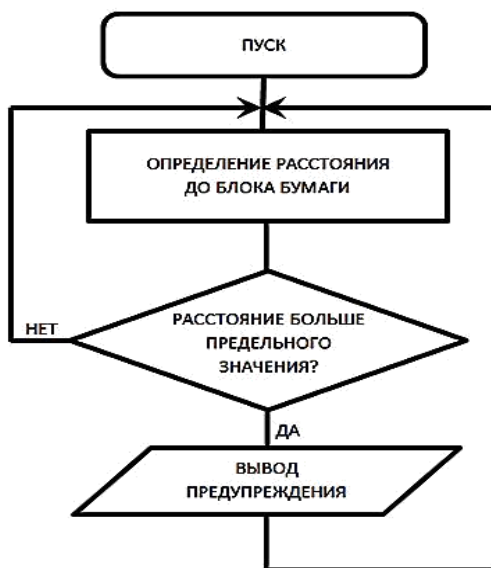 ПУСК
ОПРЕДЕЛЕНИЕ РАССТОЯНИЯ
ДО БЛОКА БУМАГИ
РАССТОЯНИЕ БОЛЬШЕ
ПРЕДЕЛЬНОГО
ЗНАЧЕНИЯ?
НЕТ
ДА
ВЫВОД
ПРЕДУПРЕЖДЕНИЯ